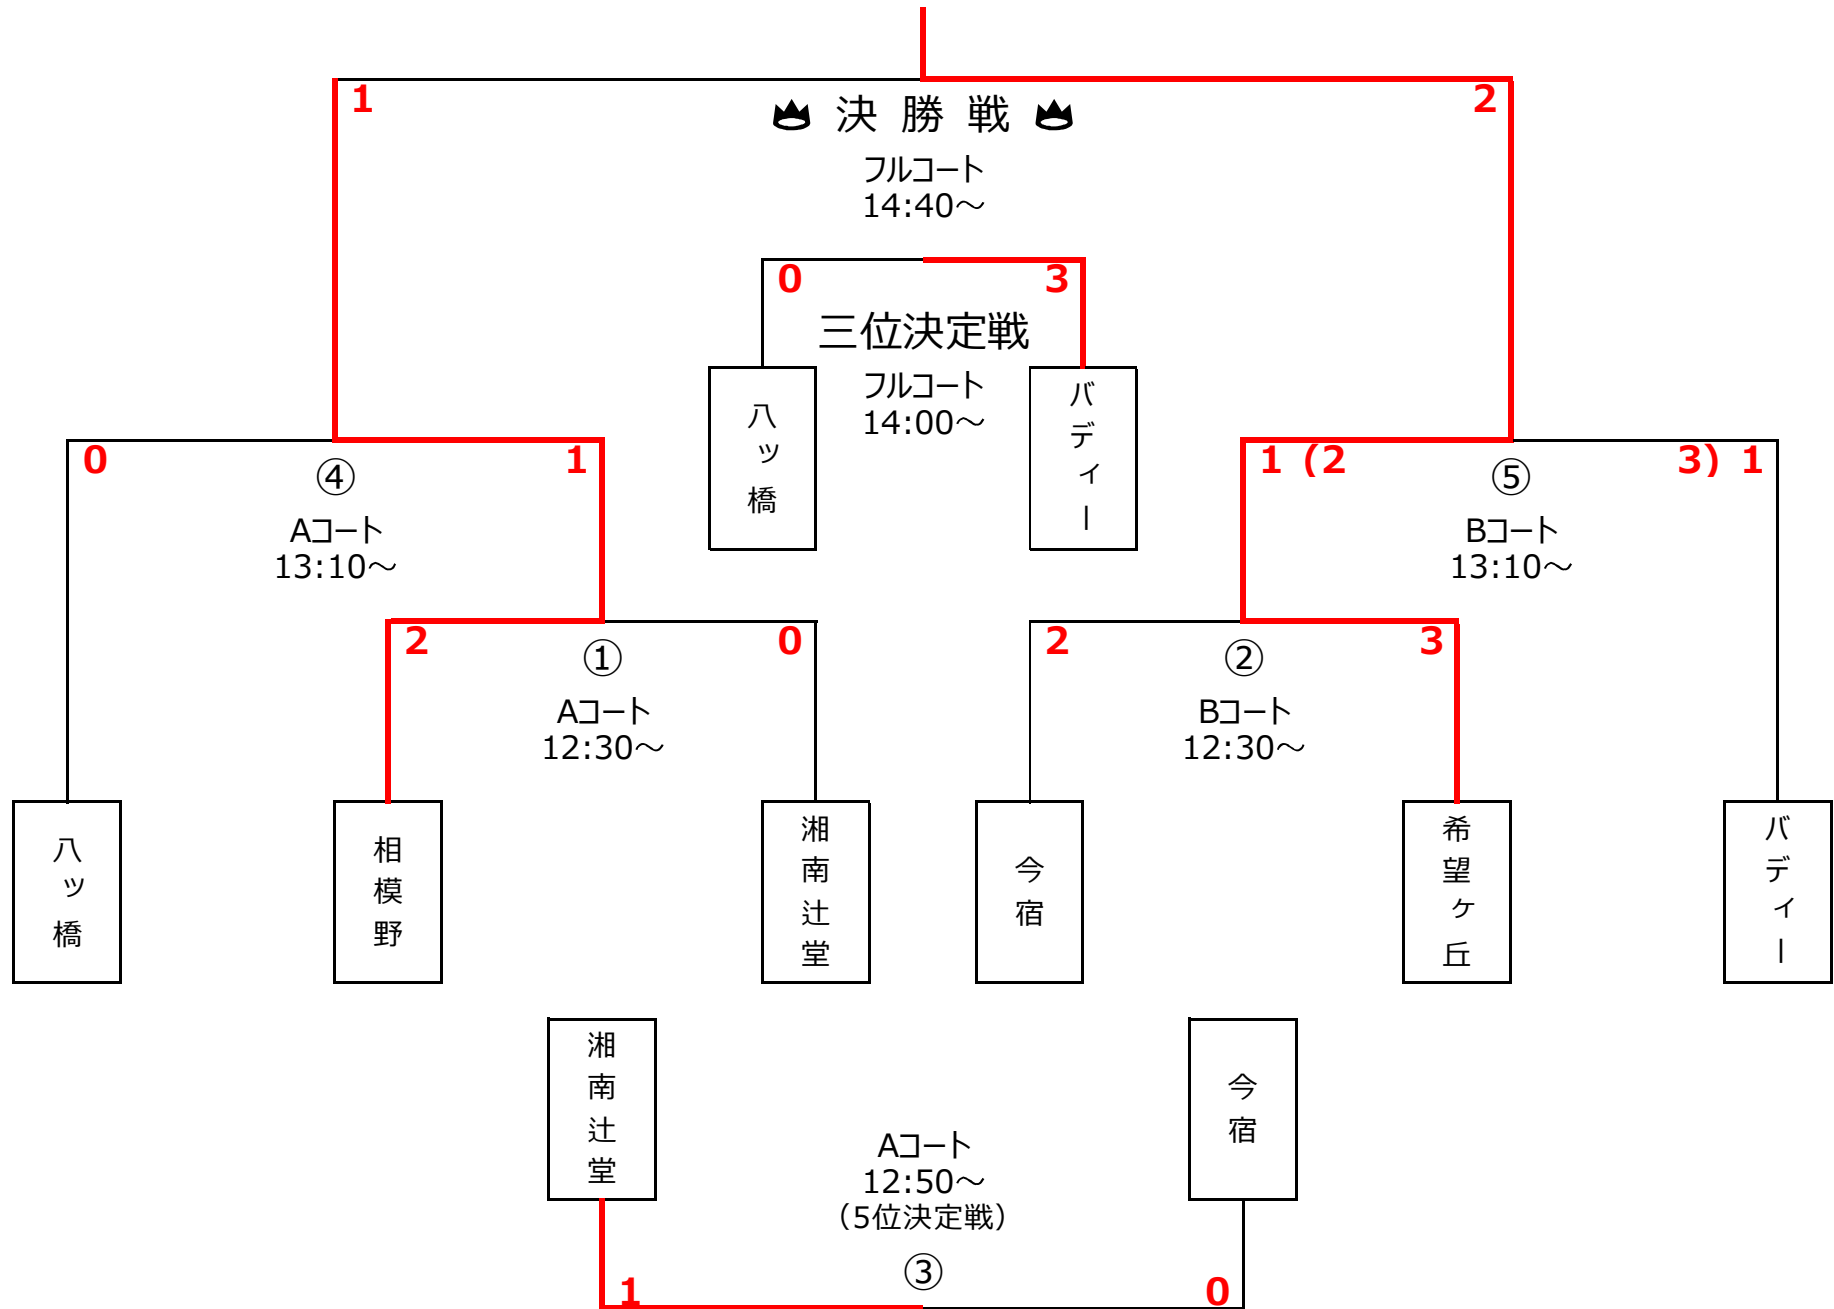 1
2
決勝戦
フルコート
14:40～
0
3
三位決定戦
フルコート
14:00～
八ッ橋
バディー
0
1
④
Aコート
13:10～
1 (2
3) 1
⑤
Bコート
13:10～
2
0
①
Aコート
12:30～
2
3
②
Bコート
12:30～
八ッ橋
相模野
湘南辻堂
今宿
希望ヶ丘
バディー
湘南辻堂
今宿
Aコート
12:50～
（5位決定戦）
③
1
0